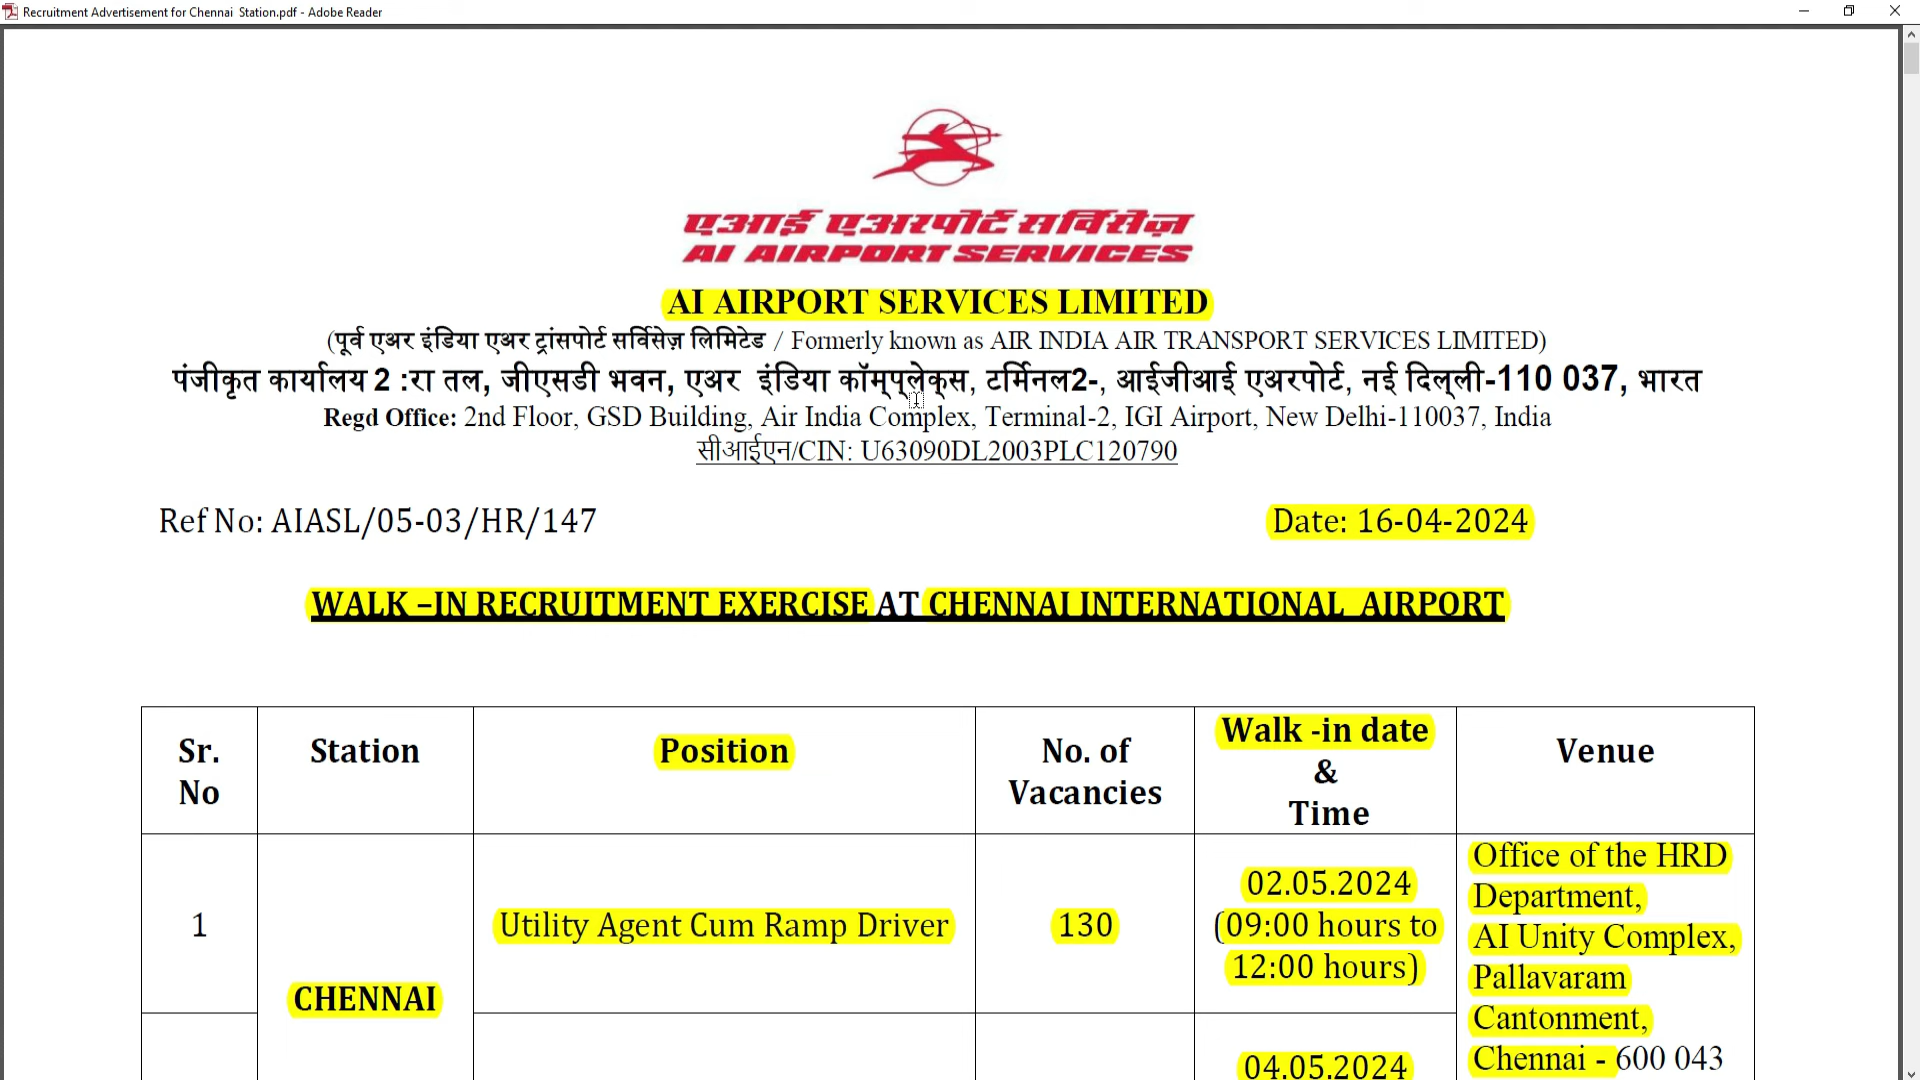 Recruitment Advertisement for Chennai Station.pdf - Adobe Reader
एआई एअरपोर्ट सर्विसेज़
AI AIRPORT SERVICES
AI AIRPORT SERVICES LIMITED
(पूर्व एअर इंडिया एअर ट्रांसपोर्ट सर्विसेज़ लिमिटेड / Formerly known as AIR INDIA AIR TRANSPORT SERVICES LIMITED)
पंजीकृत कार्यालय 2 :रा तल, जीएसडी भवन, एअर इंडिया कॉम्प्लेक्स, टर्मिनल2-, आईजीआई एअरपोर्ट, नई दिल्ली-110 037, भारत
Regd Office: 2nd Floor, GSD Building, Air India Complex, Terminal-2, IGI Airport, New Delhi-110037, India
सीआईएन/CIN: U63090DL2003PLC120790
Ref No: AIASL/05-03/HR/147 Date: 16-04-2024
WALK –IN RECRUITMENT EXERCISE AT CHENNAI INTERNATIONAL AIRPORT
Sr. No Station Position No. of Vacancies Walk -in date & Time Venue
1 CHENNAI Utility Agent Cum Ramp Driver 130
02.05.2024
(09:00 hours to
12:00 hours)
04.05.2024
Office of the HRD
Department,
AI Unity Complex,
Pallavaram
Cantonment,
Chennai - 600 043